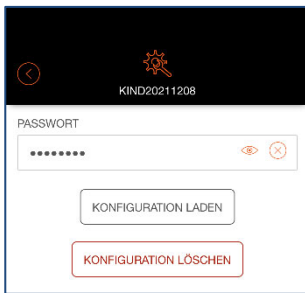 KIND20211208
PASSWORT
••••••••
KONFIGURATION LADEN
KONFIGURATION LÖSCHEN